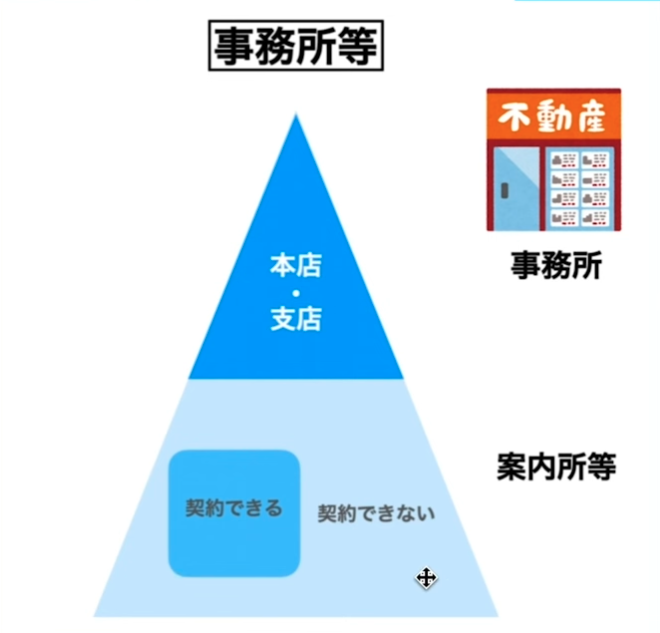 事務所等
不動産
本店
・
支店
事務所
案内所等
契約できる
契約できない